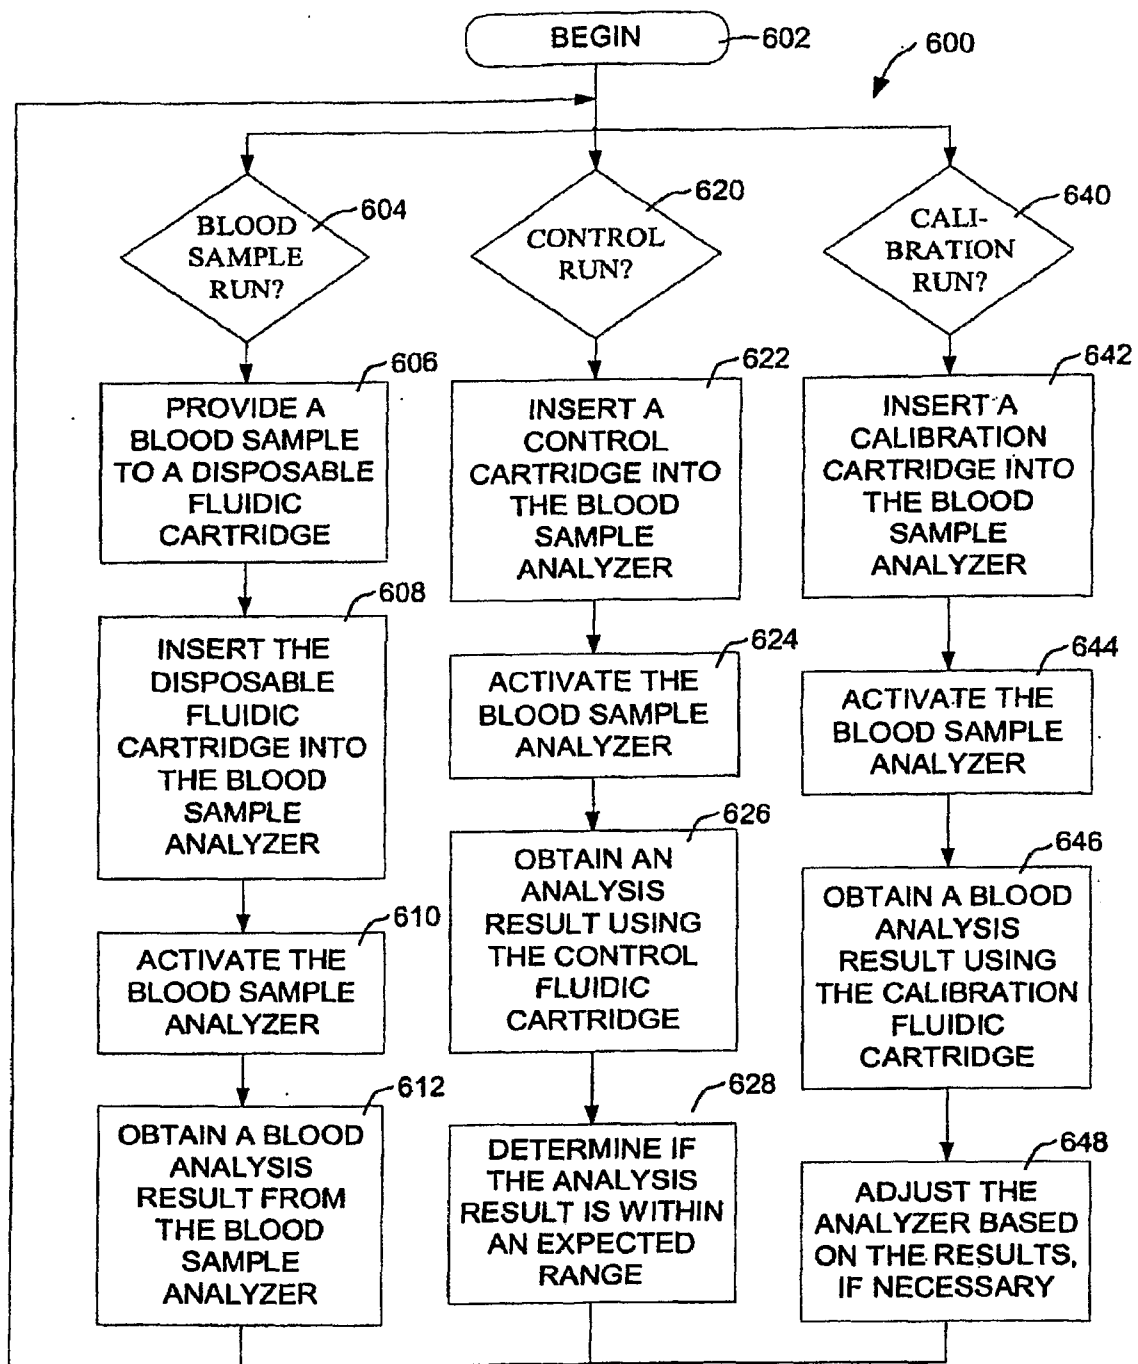 BEGIN
602
600
BLOOD
SAMPLE
RUN?
604
CONTROL
RUN?
620
CALI-
BRATION
RUN?
640
606
PROVIDE A
BLOOD SAMPLE
TO A DISPOSABLE
FLUIDIC
CARTRIDGE
608
INSERT THE
DISPOSABLE
FLUIDIC
CARTRIDGE INTO
THE BLOOD
SAMPLE
ANALYZER
610
ACTIVATE THE
BLOOD SAMPLE
ANALYZER
612
OBTAIN A BLOOD
ANALYSIS
RESULT FROM
THE BLOOD
SAMPLE
ANALYZER
622
INSERT A
CONTROL
CARTRIDGE INTO
THE BLOOD
SAMPLE
ANALYZER
624
ACTIVATE THE
BLOOD SAMPLE
ANALYZER
626
OBTAIN AN
ANALYSIS
RESULT USING
THE CONTROL
FLUIDIC
CARTRIDGE
628
DETERMINE IF
THE ANALYSIS
RESULT IS WITHIN
AN EXPECTED
RANGE
642
INSERT A
CALIBRATION
CARTRIDGE INTO
THE BLOOD
SAMPLE
ANALYZER
644
ACTIVATE THE
BLOOD SAMPLE
ANALYZER
646
OBTAIN A BLOOD
ANALYSIS
RESULT USING
THE CALIBRATION
FLUIDIC
CARTRIDGE
648
ADJUST THE
ANALYZER BASED
ON THE RESULTS,
IF NECESSARY